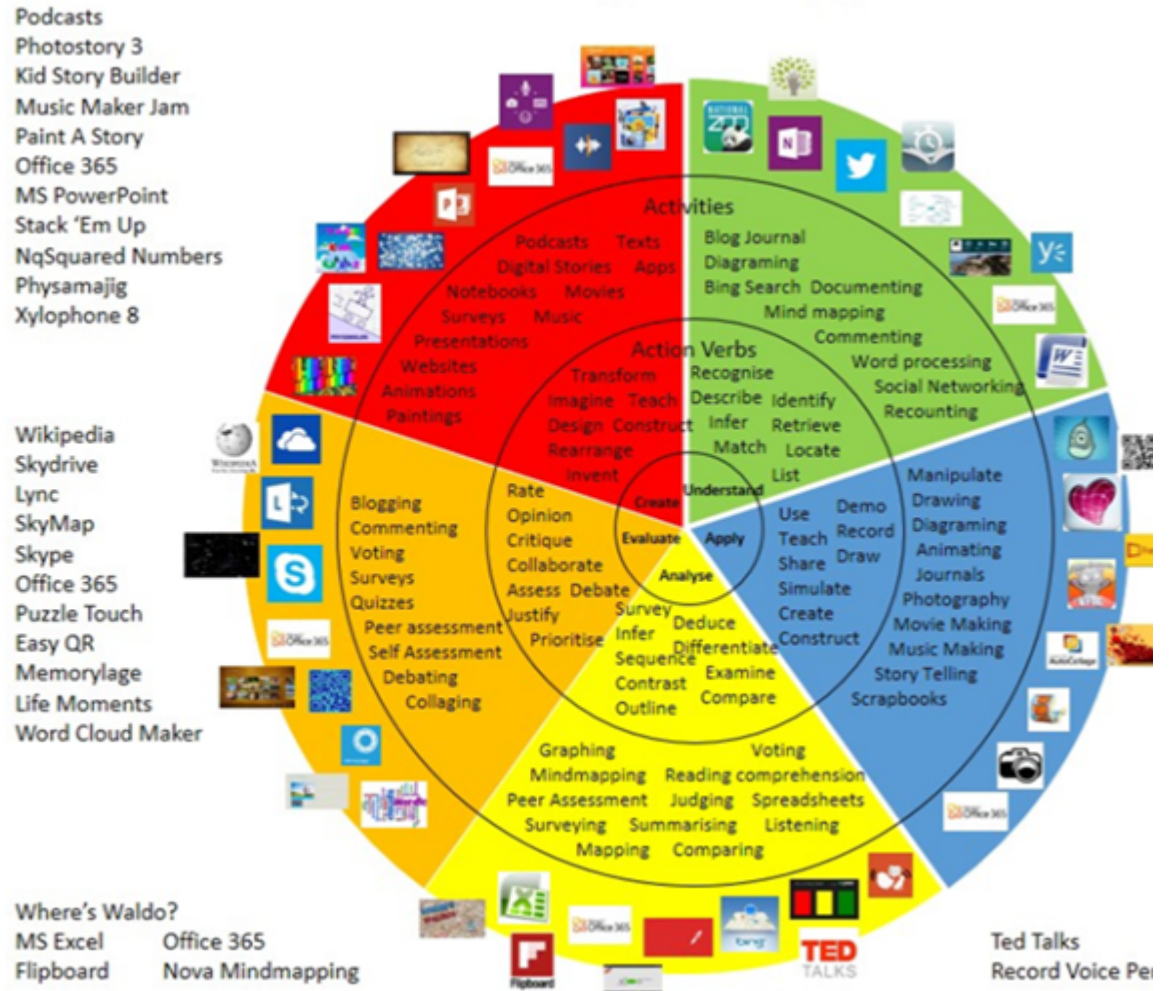 Podcasts
Photostory 3
Kid Story Builder
Music Maker Jam
Paint A Story
Office 365
MS PowerPoint
Stack ‘Em Up
NqSquared Numbers
Physamajig
Xylophone 8
Wikipedia
Skydrive
Lync
SkyMap
Skype
Office 365
Puzzle Touch
Easy QR
Memorylage
Life Moments
Word Cloud Maker
Where’s Waldo?
MS Excel Office 365
Flipboard Nova Mindmapping
Activities
Podcasts Texts
Digital Stories Apps
Notebooks Movies
Surveys Music
Presentations
Websites
Animations
Paintings
Blog Journal
Diagraming
Bing Search Documenting
Mind mapping
Commenting
Word processing
Social Networking
Recounting
Action Verbs
Transform
Imagine Teach
Design Construct
Rearrange
Invent
Recognise
Describe Identify
Infer Retrieve
Match Locate
List
Create
Understand
Evaluate
Apply
Analyse
Blogging
Commenting
Voting
Surveys
Quizzes
Peer assessment
Self Assessment
Debating
Collaging
Rate
Opinion
Critique
Collaborate
Assess Debate
Justify
Prioritise
Use Demo
Teach Record
Share Draw
Simulate
Create
Construct
Manipulate
Drawing
Diagraming
Animating
Journals
Photography
Movie Making
Music Making
Story Telling
Scrapbooks
Survey Deduce
Infer Differentiate
Sequence Examine
Contrast Compare
Outline
Graphing Voting
Mindmapping Reading comprehension
Peer Assessment Judging Spreadsheets
Surveying Summarising Listening
Mapping Comparing
Office 365
Office 365
WIKIPEDIA
Office 365
AutoCollage
Office 365
Office 365
bing
Flipboard
TED
TALKS
Ted Talks
Record Voice